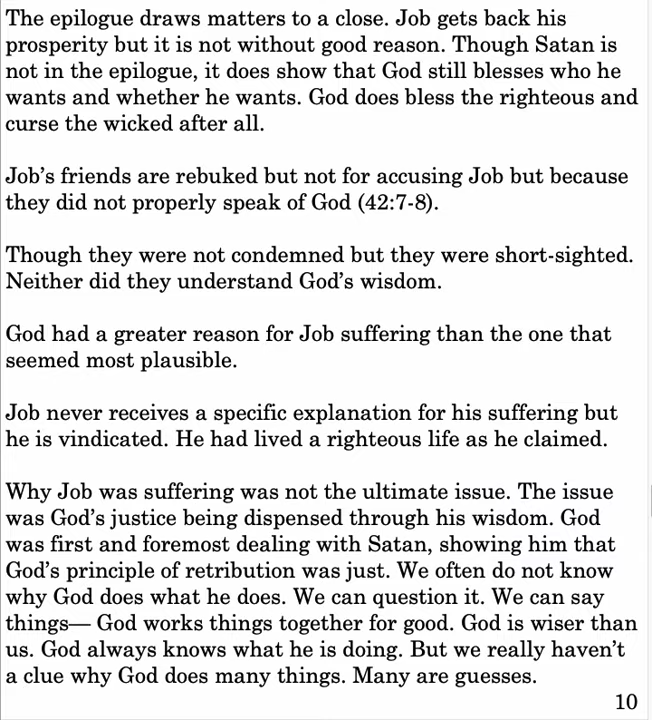 The epilogue draws matters to a close. Job gets back his
prosperity but it is not without good reason. Though Satan is
not in the epilogue, it does show that God still blesses who he
wants and whether he wants. God does bless the righteous and
curse the wicked after all.
Job’s friends are rebuked but not for accusing Job but because
they did not properly speak of God (42:7-8).
Though they were not condemned but they were short-sighted.
Neither did they understand God’s wisdom.
God had a greater reason for Job suffering than the one that
seemed most plausible.
Job never receives a specific explanation for his suffering but
he is vindicated. He had lived a righteous life as he claimed.
Why Job was suffering was not the ultimate issue. The issue
was God’s justice being dispensed through his wisdom. God
was first and foremost dealing with Satan, showing him that
God’s principle of retribution was just. We often do not know
why God does what he does. We can question it. We can say
things— God works things together for good. God is wiser than
us. God always knows what he is doing. But we really haven’t
a clue why God does many things. Many are guesses.
10